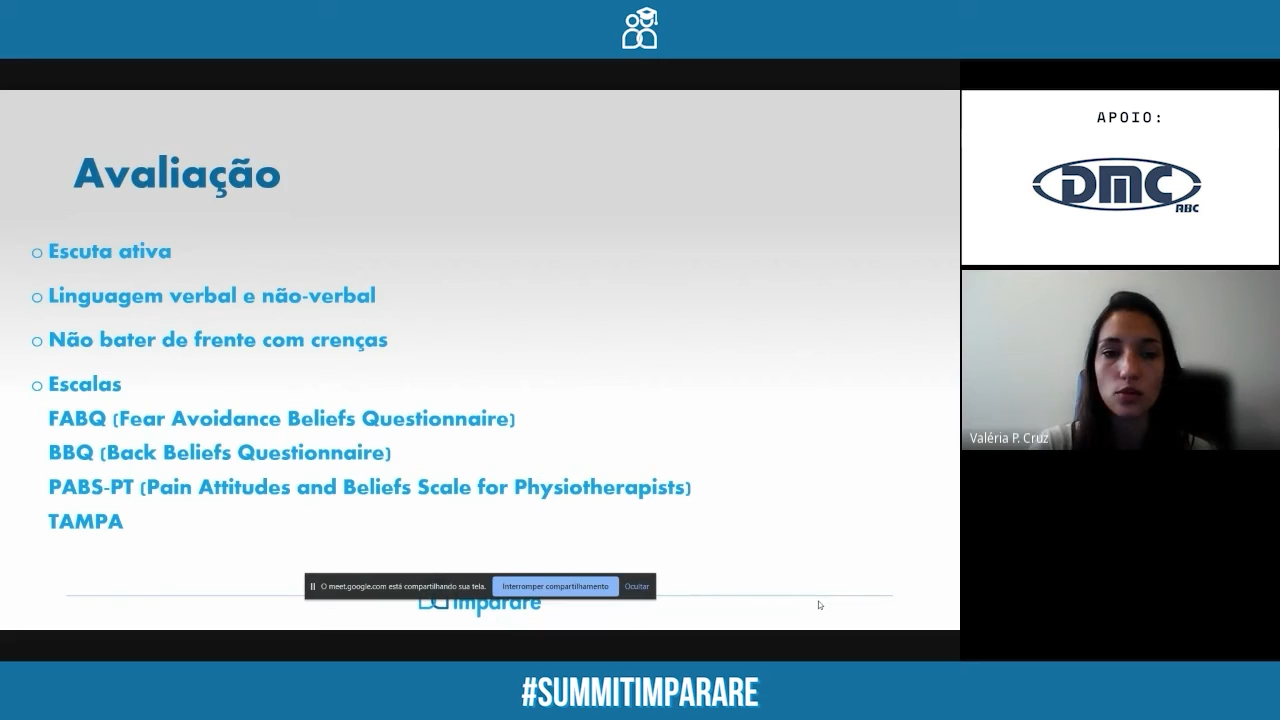 Avaliação
o Escuta ativa
o Linguagem verbal e não-verbal
o Não bater de frente com crenças
o Escalas
FABQ (Fear Avoidance Beliefs Questionnaire)
BBQ (Back Beliefs Questionnaire)
PABS-PT (Pain Attitudes and Beliefs Scale for Physiotherapists)
TAMPA
O meet.google.com está compartilhando sua tela. Interromper compartilhamento Ocultar
imparare
APOIO:
DMC
ABC
Valéria P. Cruz
#SUMMITIMPARARE